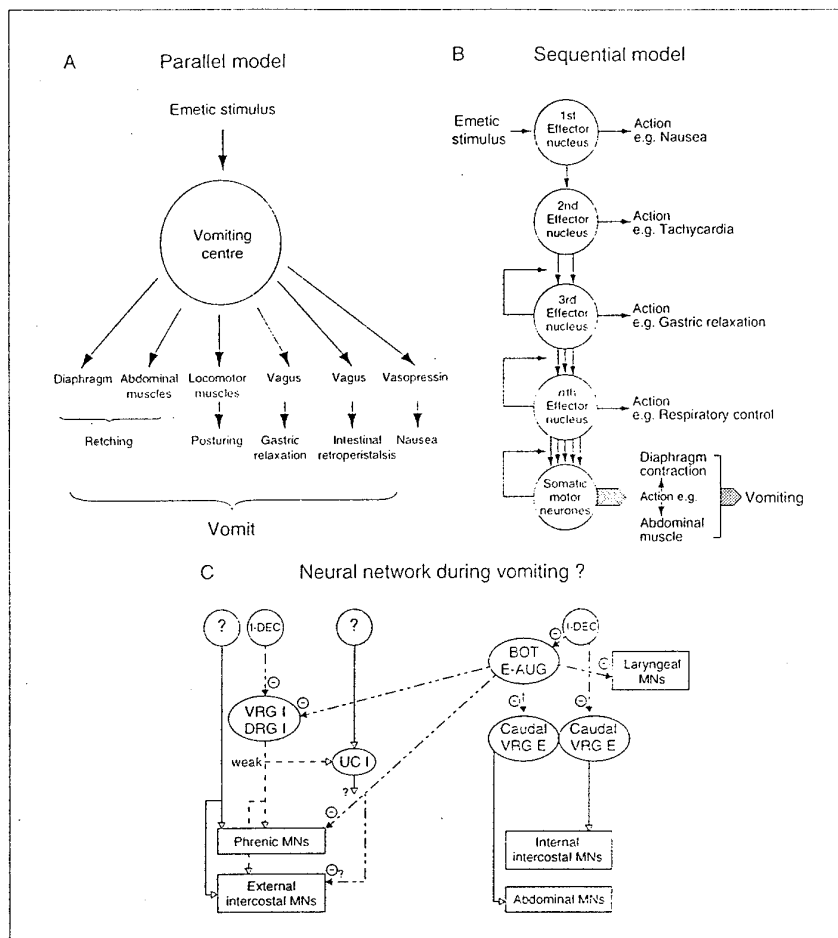 A Parallel model
Emetic stimulus
Vomiting
centre
Diaphragm Abdominal Locomotor Vagus Vagus Vasopressin
muscles muscles
Retching Posturing Gastric Intestinal Nausea
relaxation retroperistalsis
Vomit
B Sequential model
Emetic
stimulus
1st
Effector
nucleus
Action
e.g. Nausea
2nd
Effector
nucleus
Action
e.g. Tachycardia
3rd
Effector
nucleus
Action
e.g. Gastric relaxation
nth
Effector
nucleus
Action
e.g. Respiratory control
Somatic
motor
neurones
Diaphragm
contraction
Action e.g.
Abdominal
muscle
Vomiting
C Neural network during vomiting ?
? I-DEC ? I-DEC
BOT
E-AUG
Laryngeal
MNs
VRG I
DRG I
Caudal
VRG E
Caudal
VRG E
weak
UC I
?
Phrenic MNs
?
External
intercostal MNs
Internal
intercostal MNs
Abdominal MNs